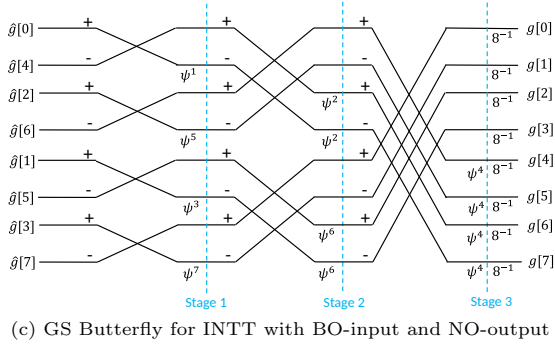 ĝ[0] + + + 8⁻¹ g[0]
ĝ[4] - ψ¹ - - 8⁻¹ g[1]
ĝ[2] + + ψ² + 8⁻¹ g[2]
ĝ[6] - ψ⁵ - ψ² - 8⁻¹ g[3]
ĝ[1] + + + ψ⁴ 8⁻¹ g[4]
ĝ[5] - ψ³ - - ψ⁴ 8⁻¹ g[5]
ĝ[3] + + ψ⁶ + ψ⁴ 8⁻¹ g[6]
ĝ[7] - ψ⁷ - ψ⁶ - ψ⁴ 8⁻¹ g[7]
Stage 1 Stage 2 Stage 3
(c) GS Butterfly for INTT with BO-input and NO-output